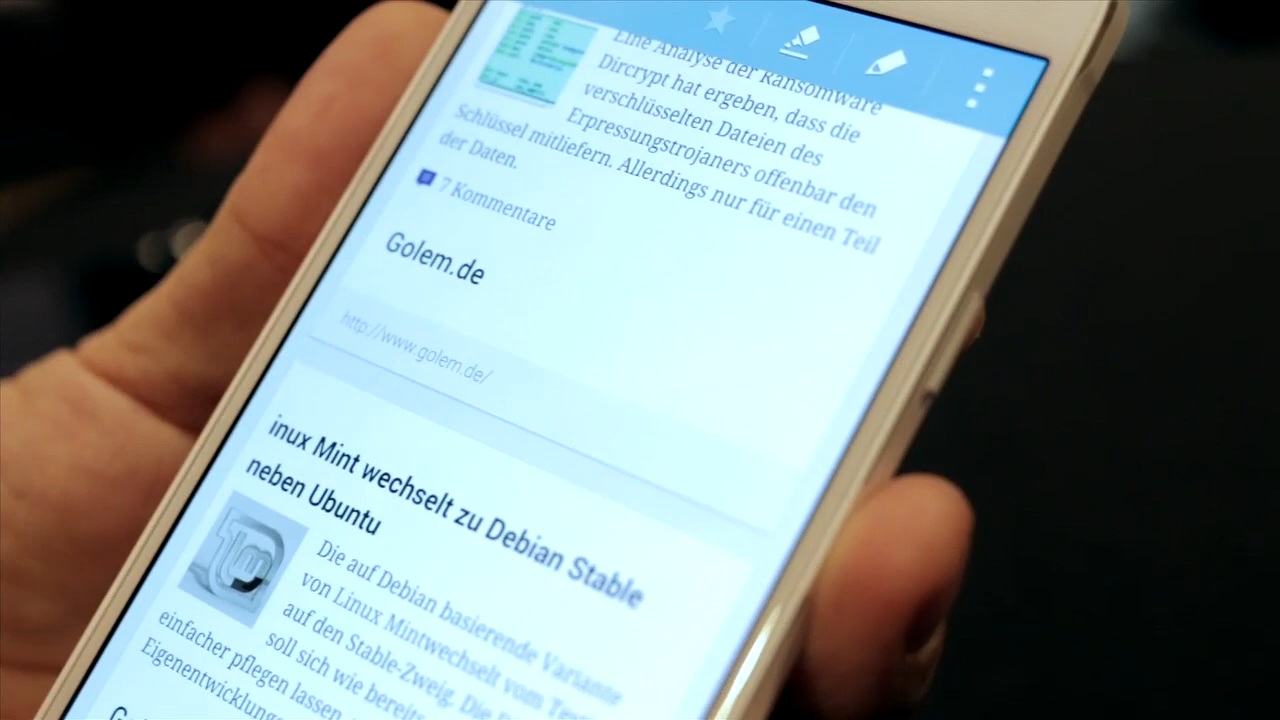 Eine Analyse der Ransomware
Dircrypt hat ergeben, dass die
verschlüsselten Dateien des
Erpressungstrojaners offenbar den
Schlüssel mitliefern. Allerdings nur für einen Teil
der Daten.
7 Kommentare
Golem.de
http://www.golem.de/
inux Mint wechselt zu Debian Stable
neben Ubuntu
Die auf Debian basierende Variante
von Linux Mintwechselt vom
auf den Stable-Zweig. Die
soll sich wie bereits
einfacher pflegen lassen
Eigenentwicklung